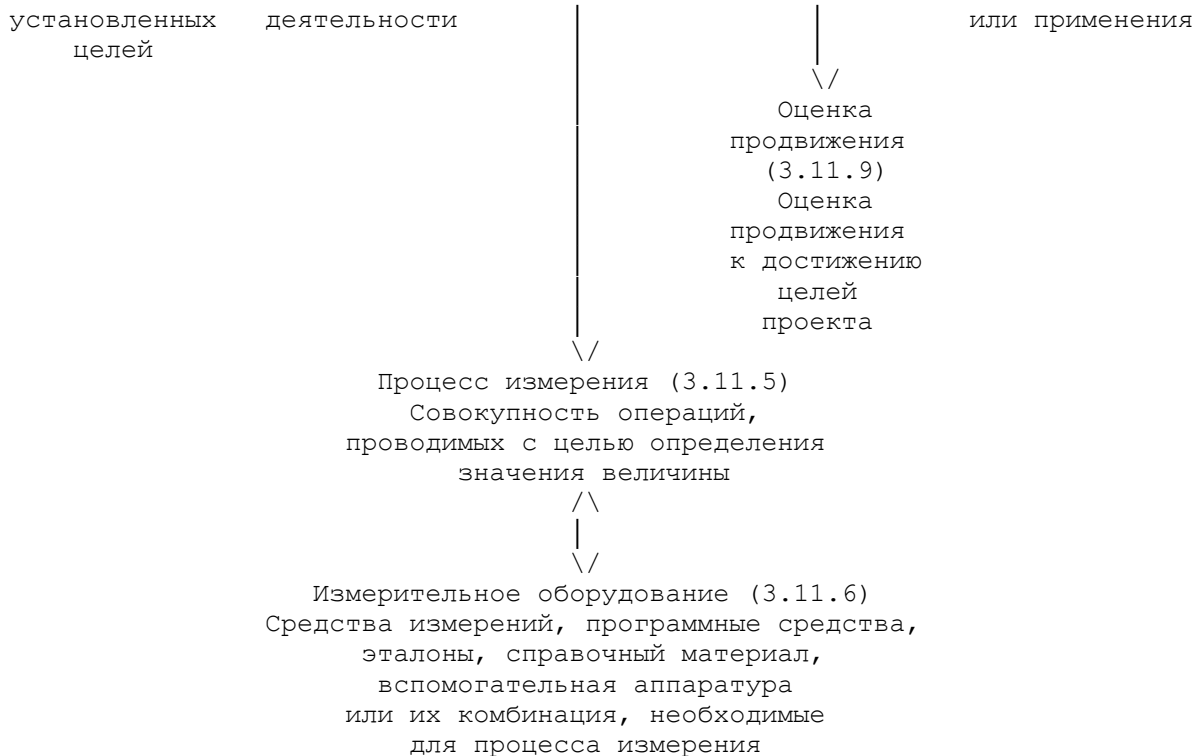 установленных деятельности или применения
целей
Оценка
продвижения
(3.11.9)
Оценка
продвижения
к достижению
целей
проекта
Процесс измерения (3.11.5)
Совокупность операций,
проводимых с целью определения
значения величины
Измерительное оборудование (3.11.6)
Средства измерений, программные средства,
эталоны, справочный материал,
вспомогательная аппаратура
или их комбинация, необходимые
для процесса измерения